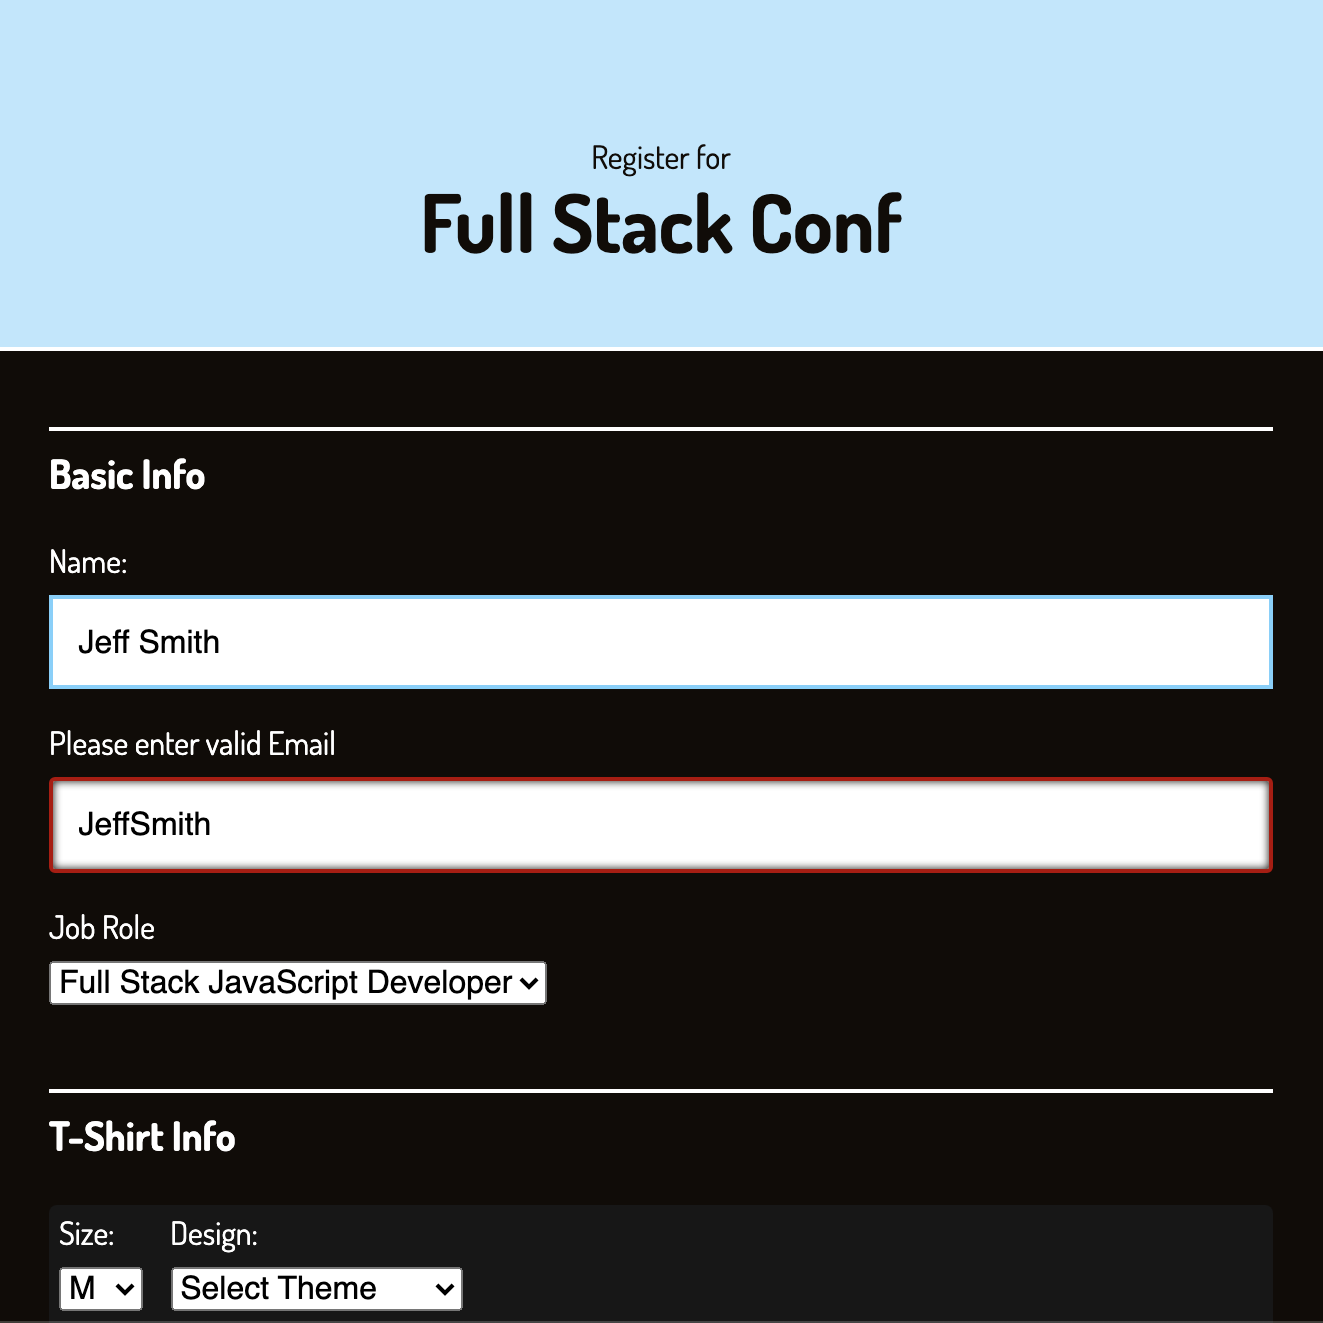 Register for
Full Stack Conf
Basic Info
Name:
Jeff Smith
Please enter valid Email
JeffSmith
Job Role
Full Stack JavaScript Developer
T-Shirt Info
Size: Design:
M Select Theme